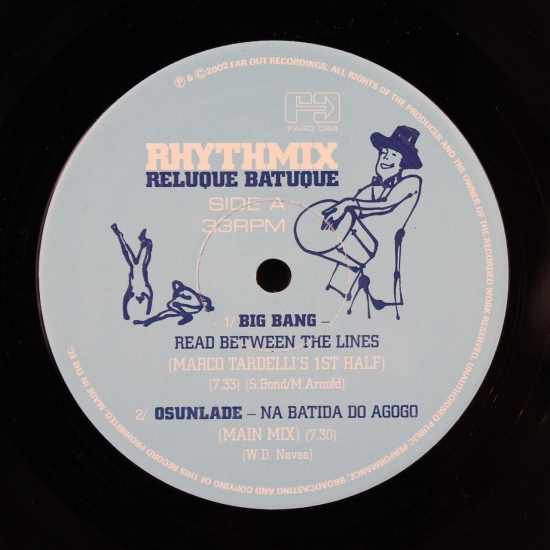 ℗ & ©2002 FAR OUT RECORDINGS. ALL RIGHTS OF THE PRODUCER AND THE OWNER OF THE RECORDED WORK RESERVED. UNAUTHORISED PUBLIC PERFORMANCE, BROADCASTING AND COPYING OF THIS RECORD PROHIBITED. MADE IN THE EC.
FARO 064
RHYTHMIX
RELUQUE BATUQUE
SIDE A
33RPM
1/ BIG BANG –
READ BETWEEN THE LINES
(MARCO TARDELLI'S 1ST HALF)
(7.33) (S.Bond/M.Arnold)
2/ OSUNLADE – NA BATIDA DO AGOGO
(MAIN MIX) (7.30)
(W.D. Neves)